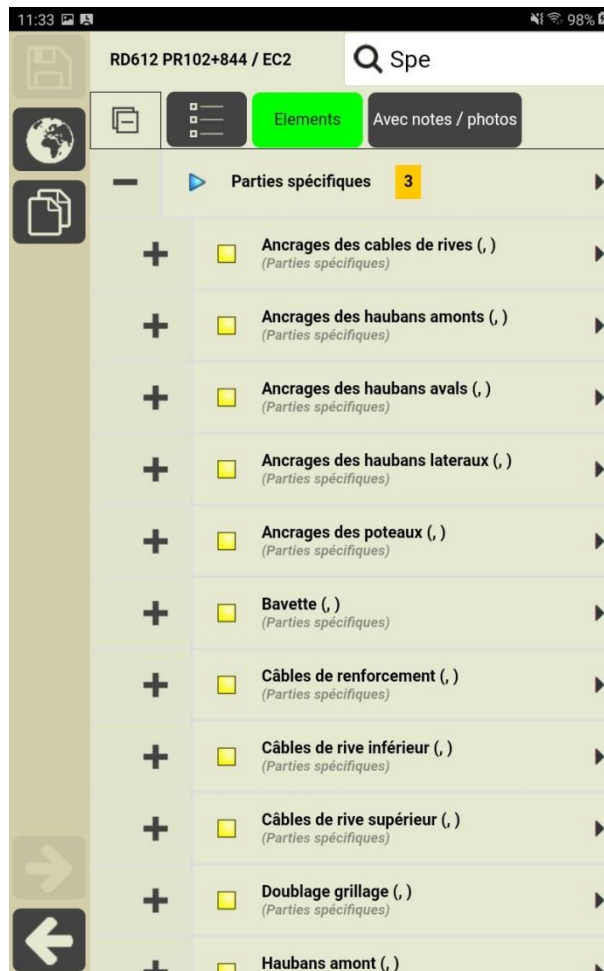 11:33
98%
RD612 PR102+844 / EC2
Spe
Elements
Avec notes / photos
Parties spécifiques 3
Ancrages des cables de rives (, )
(Parties spécifiques)
Ancrages des haubans amonts (, )
(Parties spécifiques)
Ancrages des haubans avals (, )
(Parties spécifiques)
Ancrages des haubans lateraux (, )
(Parties spécifiques)
Ancrages des poteaux (, )
(Parties spécifiques)
Bavette (, )
(Parties spécifiques)
Câbles de renforcement (, )
(Parties spécifiques)
Câbles de rive inférieur (, )
(Parties spécifiques)
Câbles de rive supérieur (, )
(Parties spécifiques)
Doublage grillage (, )
(Parties spécifiques)
Haubans amont (, )